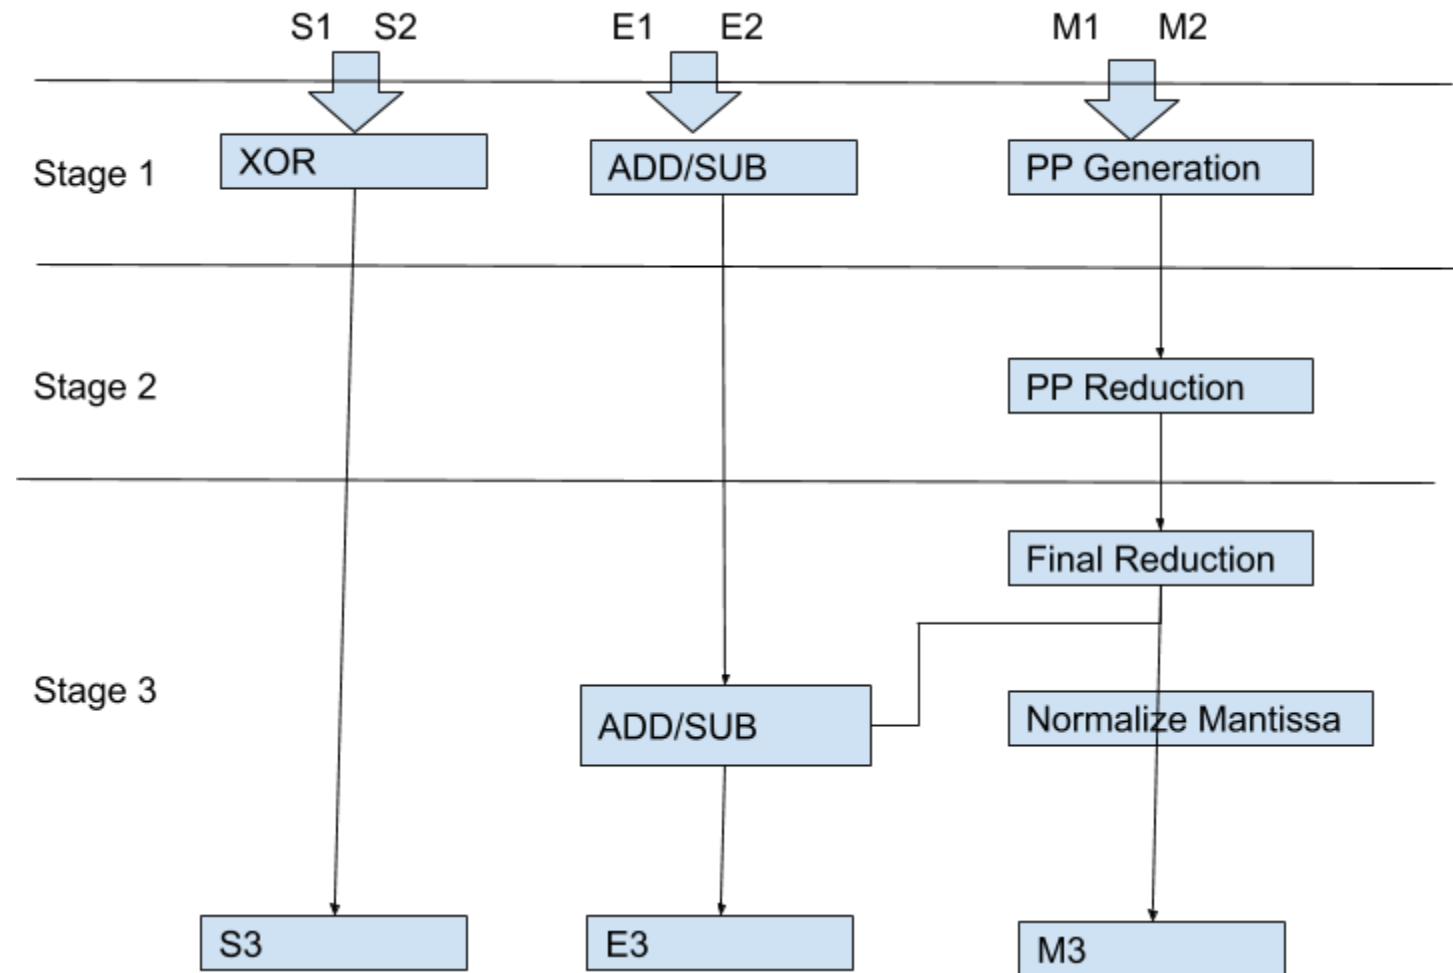 S1 S2 E1 E2 M1 M2
Stage 1
XOR
ADD/SUB
PP Generation
Stage 2
PP Reduction
Final Reduction
Stage 3
ADD/SUB
Normalize Mantissa
S3
E3
M3